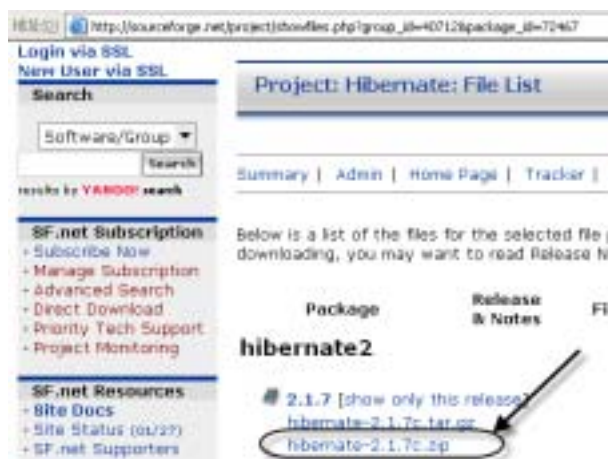 http://sourceforge.net/project/showfiles.php?group_id=40712&package_id=72467
Login via SSL
New User via SSL
Search
Software/Group
Search
results by YAHOO! search
SF.net Subscription
- Subscribe Now
- Manage Subscription
- Advanced Search
- Direct Download
- Priority Tech Support
- Project Monitoring
SF.net Resources
- Site Docs
- Site Status (01/27)
- SF.net Supporters
Project: Hibernate: File List
Summary | Admin | Home Page | Tracker |
Below is a list of the files for the selected file
downloading, you may want to read Release
Package
Release & Notes
hibernate2
2.1.7 [show only this release]
hibernate-2.1.7c.tar.gz
hibernate-2.1.7c.zip